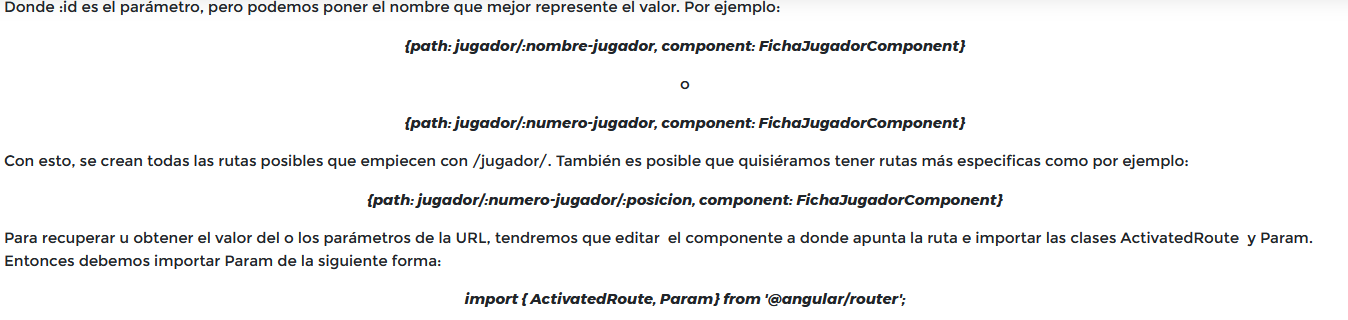 Donde :id es el parámetro, pero podemos poner el nombre que mejor represente el valor. Por ejemplo:
{path: jugador/:nombre-jugador, component: FichaJugadorComponent}
o
{path: jugador/:numero-jugador, component: FichaJugadorComponent}
Con esto, se crean todas las rutas posibles que empiecen con /jugador/. También es posible que quisiéramos tener rutas más especificas como por ejemplo:
{path: jugador/:numero-jugador/:posicion, component: FichaJugadorComponent}
Para recuperar u obtener el valor del o los parámetros de la URL, tendremos que editar el componente a donde apunta la ruta e importar las clases ActivatedRoute y Param.
Entonces debemos importar Param de la siguiente forma:
import { ActivatedRoute, Param} from '@angular/router';